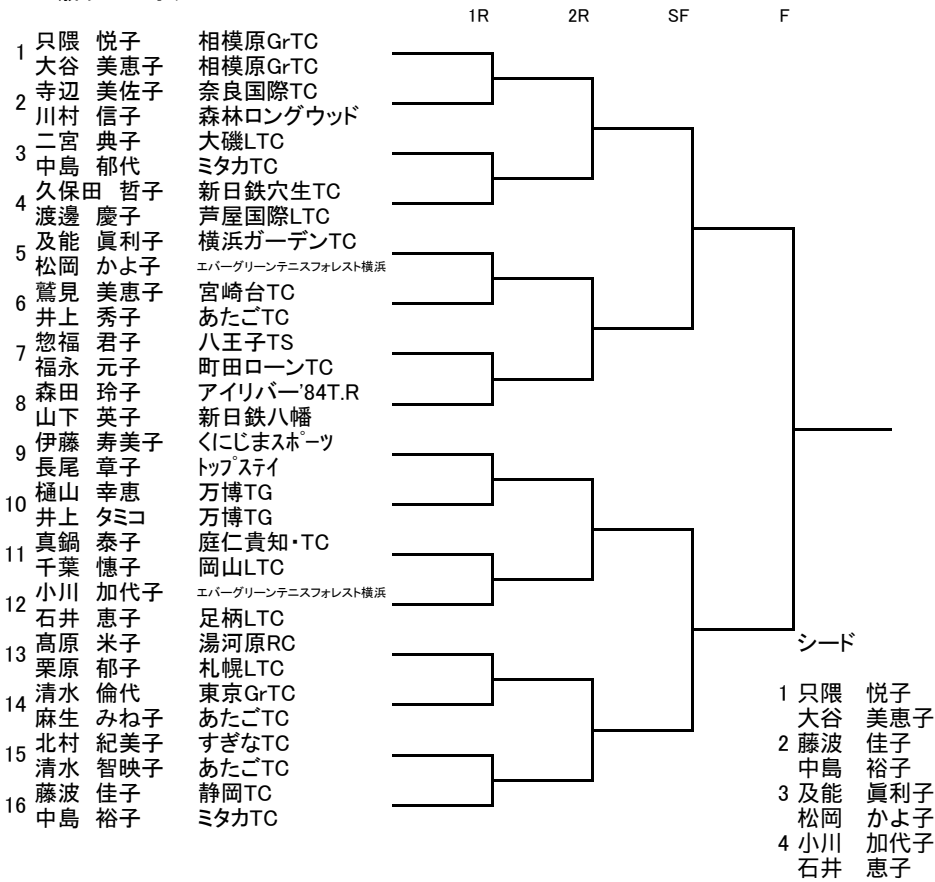 1R 2R SF F
1 只隈 悦子 相模原GrTC
大谷 美恵子 相模原GrTC
2 寺辺 美佐子 奈良国際TC
川村 信子 森林ロングウッド
3 二宮 典子 大磯LTC
中島 郁代 ミタカTC
4 久保田 哲子 新日鉄穴生TC
渡邊 慶子 芦屋国際LTC
5 及能 眞利子 横浜ガーデンTC
松岡 かよ子 エバーグリーンテニスフォレスト横浜
6 鷲見 美恵子 宮崎台TC
井上 秀子 あたごTC
7 惣福 君子 八王子TS
福永 元子 町田ローンTC
8 森田 玲子 アイリバー'84T.R
山下 英子 新日鉄八幡
9 伊藤 寿美子 くにじまスポーツ
長尾 章子 トップステイ
10 樋山 幸恵 万博TG
井上 タミコ 万博TG
11 真鍋 泰子 庭仁貴知・TC
千葉 憓子 岡山LTC
12 小川 加代子 エバーグリーンテニスフォレスト横浜
石井 恵子 足柄LTC
13 髙原 米子 湯河原RC
栗原 郁子 札幌LTC
14 清水 倫代 東京GrTC
麻生 みね子 あたごTC
15 北村 紀美子 すぎなTC
清水 智映子 あたごTC
16 藤波 佳子 静岡TC
中島 裕子 ミタカTC
シード
1 只隈 悦子
大谷 美恵子
2 藤波 佳子
中島 裕子
3 及能 眞利子
松岡 かよ子
4 小川 加代子
石井 恵子